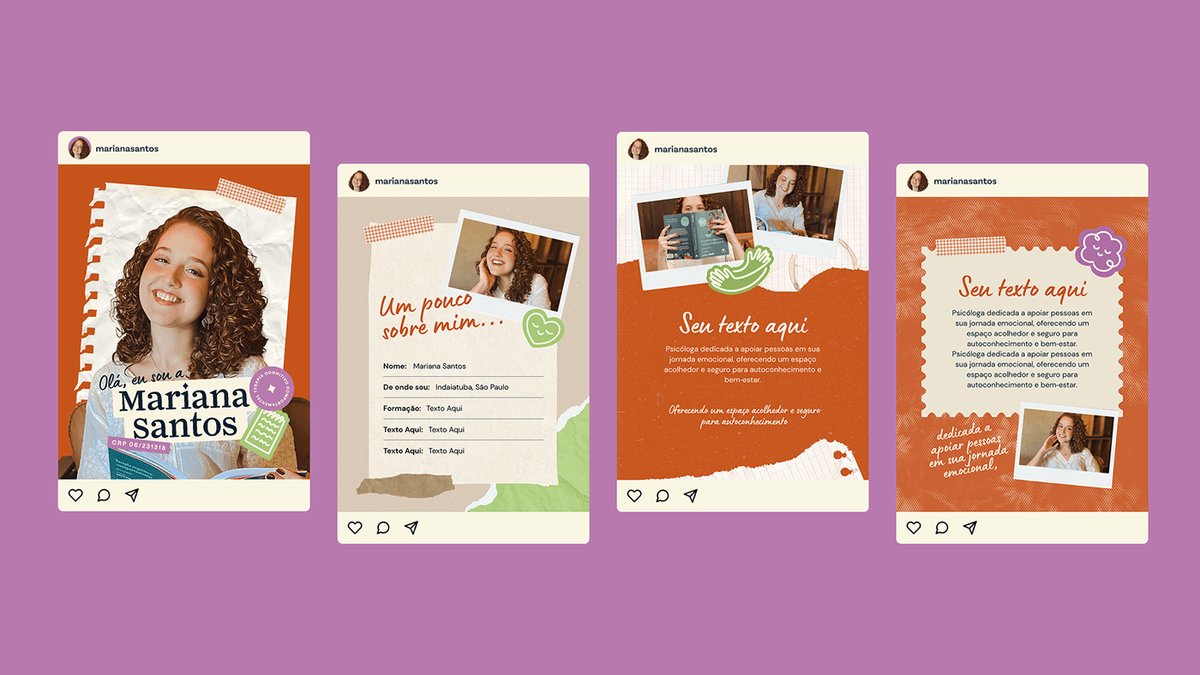 marianasantos
Olá, eu sou a
Mariana
santos
TERAPIA COGNITIVO COMPORTAMENTAL
CRP 06/231318
marianasantos
Um pouco
sobre mim...
Nome: Mariana Santos
De onde sou: Indaiatuba, São Paulo
Formação: Texto Aqui
Texto Aqui: Texto Aqui
Texto Aqui: Texto Aqui
marianasantos
Seu texto aqui
Psicóloga dedicada a apoiar pessoas em sua
jornada emocional, oferecendo um espaço
acolhedor e seguro para autoconhecimento e
bem-estar.
Oferecendo um espaço acolhedor e seguro
para autoconhecimento
marianasantos
Seu texto aqui
Psicóloga dedicada a apoiar pessoas em
sua jornada emocional, oferecendo um
espaço acolhedor e seguro para
autoconhecimento e bem-estar.
Psicóloga dedicada a apoiar pessoas em
sua jornada emocional, oferecendo um
espaço acolhedor e seguro para
autoconhecimento e bem-estar.
dedicada a
apoiar pessoas
em sua jornada
emocional,